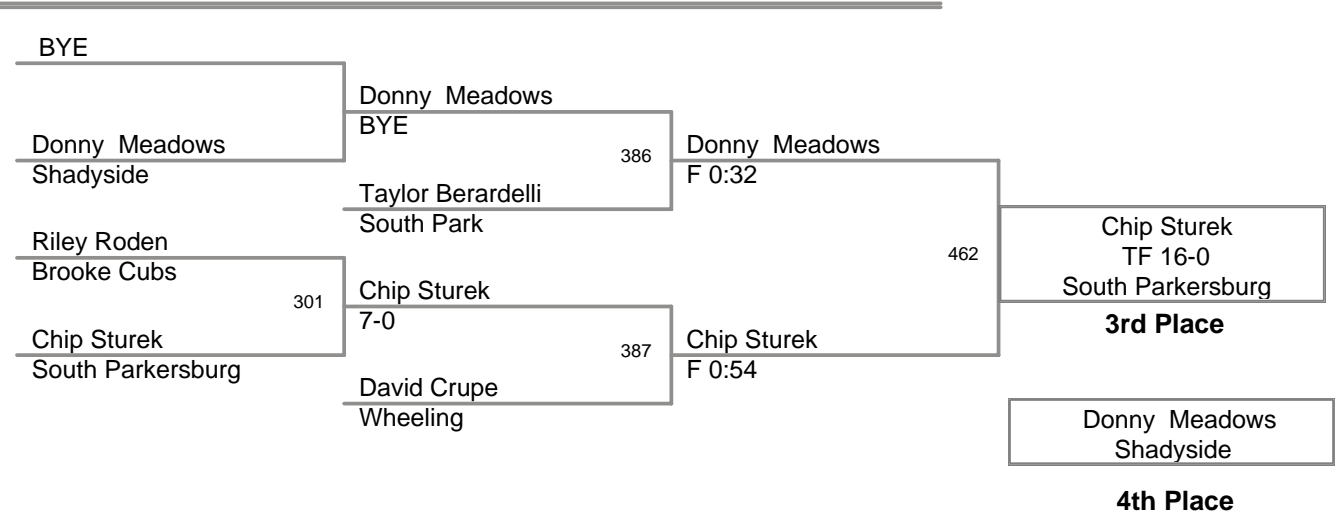 BYE
Donny Meadows
Shadyside
Riley Roden
Brooke Cubs
301
Chip Sturek
South Parkersburg
Donny Meadows
BYE
386
Taylor Berardelli
South Park
Chip Sturek
7-0
387
David Crupe
Wheeling
Donny Meadows
F 0:32
462
Chip Sturek
F 0:54
Chip Sturek
TF 16-0
South Parkersburg
3rd Place
Donny Meadows
Shadyside
4th Place